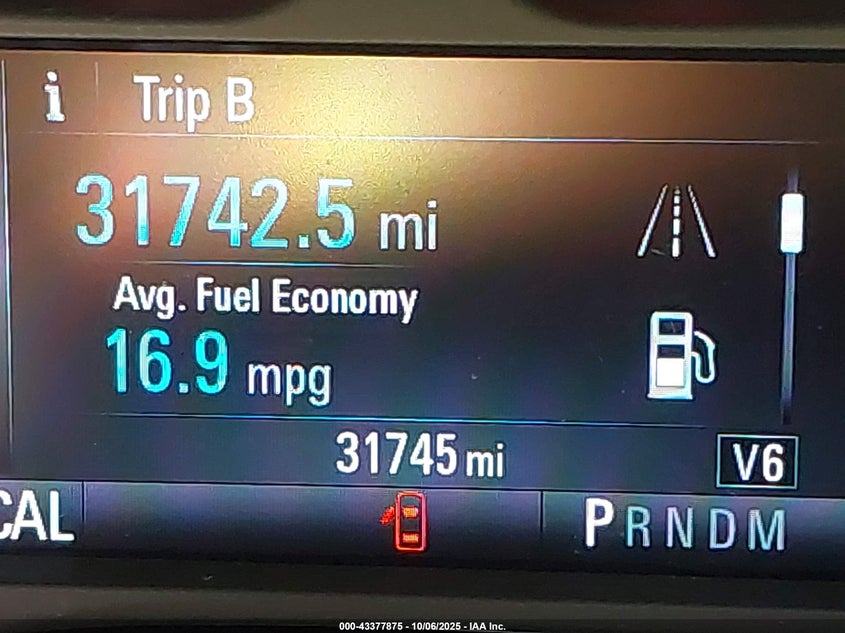 i Trip B
31742.5 mi
Avg. Fuel Economy
16.9 mpg
31745 mi V6
CAL PRNDM
000-43377875 - 10/06/2025 - IAA Inc.